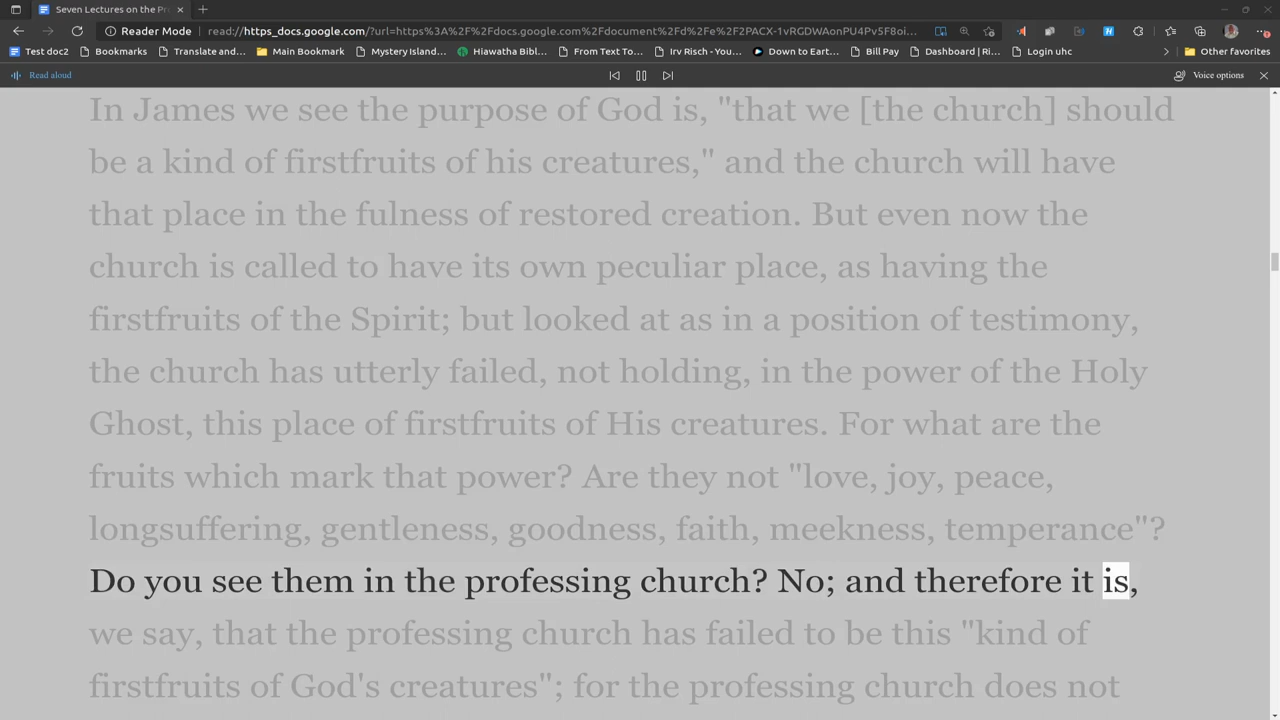 Seven Lectures on the Pr
Reader Mode
read://https_docs.google.com/?url=https%3A%2F%2Fdocs.google.com%2Fdocument%2Fd%2Fe%2F2PACX-1vRGDWAonPU4Pv5F8oi...
Test doc2
Bookmarks
Translate and...
Main Bookmark
Mystery Island...
Hiawatha Bibl...
From Text To...
Irv Risch - You...
Down to Eart...
Bill Pay
Dashboard | Ri...
Login uhc
Other favorites
Read aloud
Voice options
In James we see the purpose of God is, "that we [the church] should
be a kind of firstfruits of his creatures," and the church will have
that place in the fulness of restored creation. But even now the
church is called to have its own peculiar place, as having the
firstfruits of the Spirit; but looked at as in a position of testimony,
the church has utterly failed, not holding, in the power of the Holy
Ghost, this place of firstfruits of His creatures. For what are the
fruits which mark that power? Are they not "love, joy, peace,
longsuffering, gentleness, goodness, faith, meekness, temperance"?
Do you see them in the professing church? No; and therefore it is,
we say, that the professing church has failed to be this "kind of
firstfruits of God's creatures"; for the professing church does not